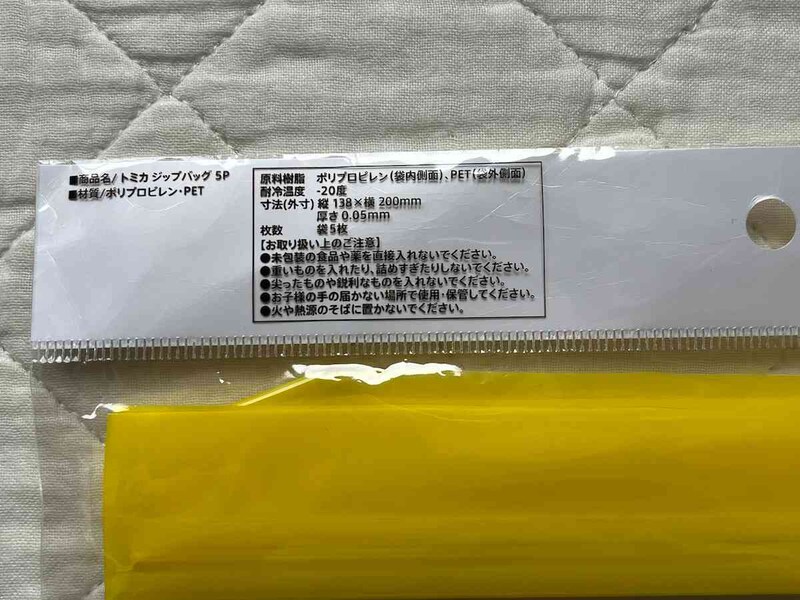 ■商品名/トミカ ジップバッグ 5P
■材質/ポリプロピレン・PET
原料樹脂 ポリプロピレン(袋内側面)、PET(袋外側面)
耐冷温度 -20度
寸法(外寸) 縦 138×横 200mm
厚さ 0.05mm
枚数 袋5枚
【お取り扱い上のご注意】
●未包装の食品や薬を直接入れないでください。
●重いものを入れたり、詰めすぎたりしないでください。
●尖ったものや鋭利なものを入れないでください。
●お子様の手の届かない場所で使用・保管してください。
●火や熱源のそばに置かないでください。